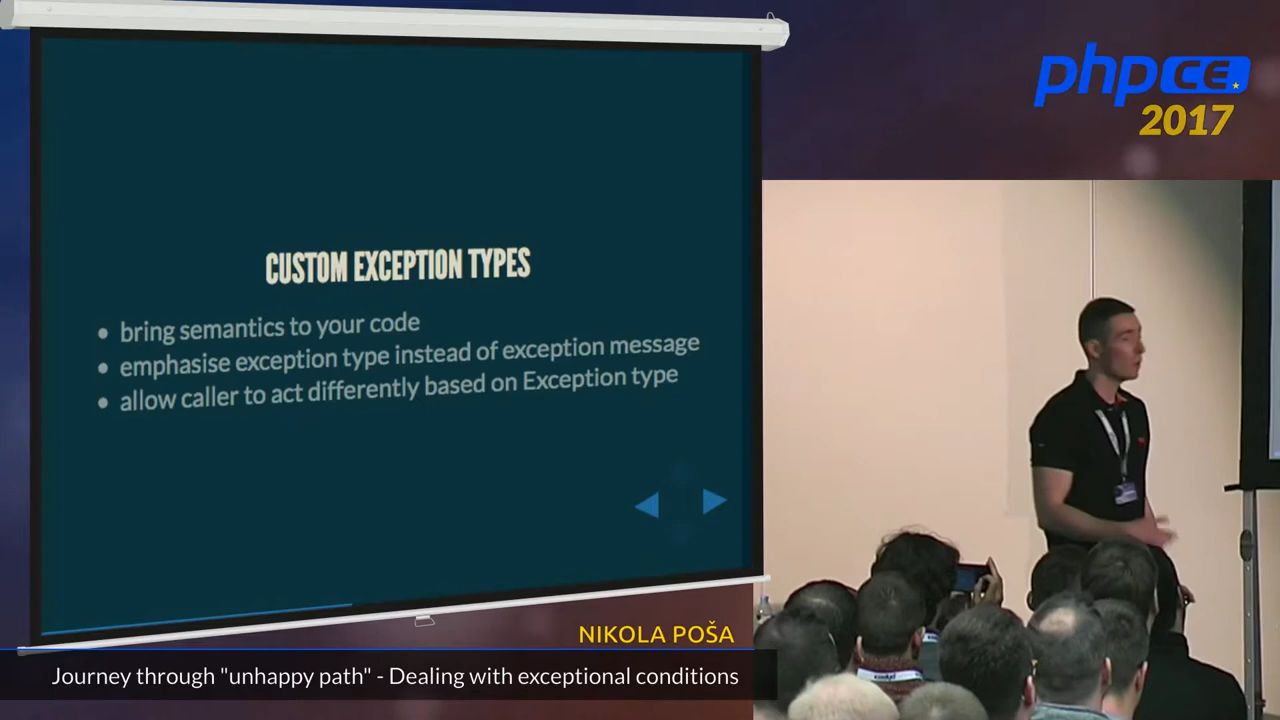 CUSTOM EXCEPTION TYPES
bring semantics to your code
emphasise exception type instead of exception message
allow caller to act differently based on Exception type
phpCE
2017
NIKOLA POŠA
Journey through "unhappy path" - Dealing with exceptional conditions